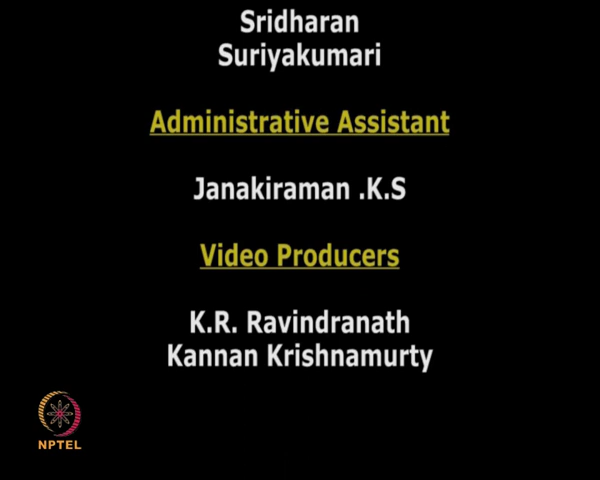 Sridharan
Suriyakumari
Administrative Assistant
Janakiraman .K.S
Video Producers
K.R. Ravindranath
Kannan Krishnamurty
NPTEL